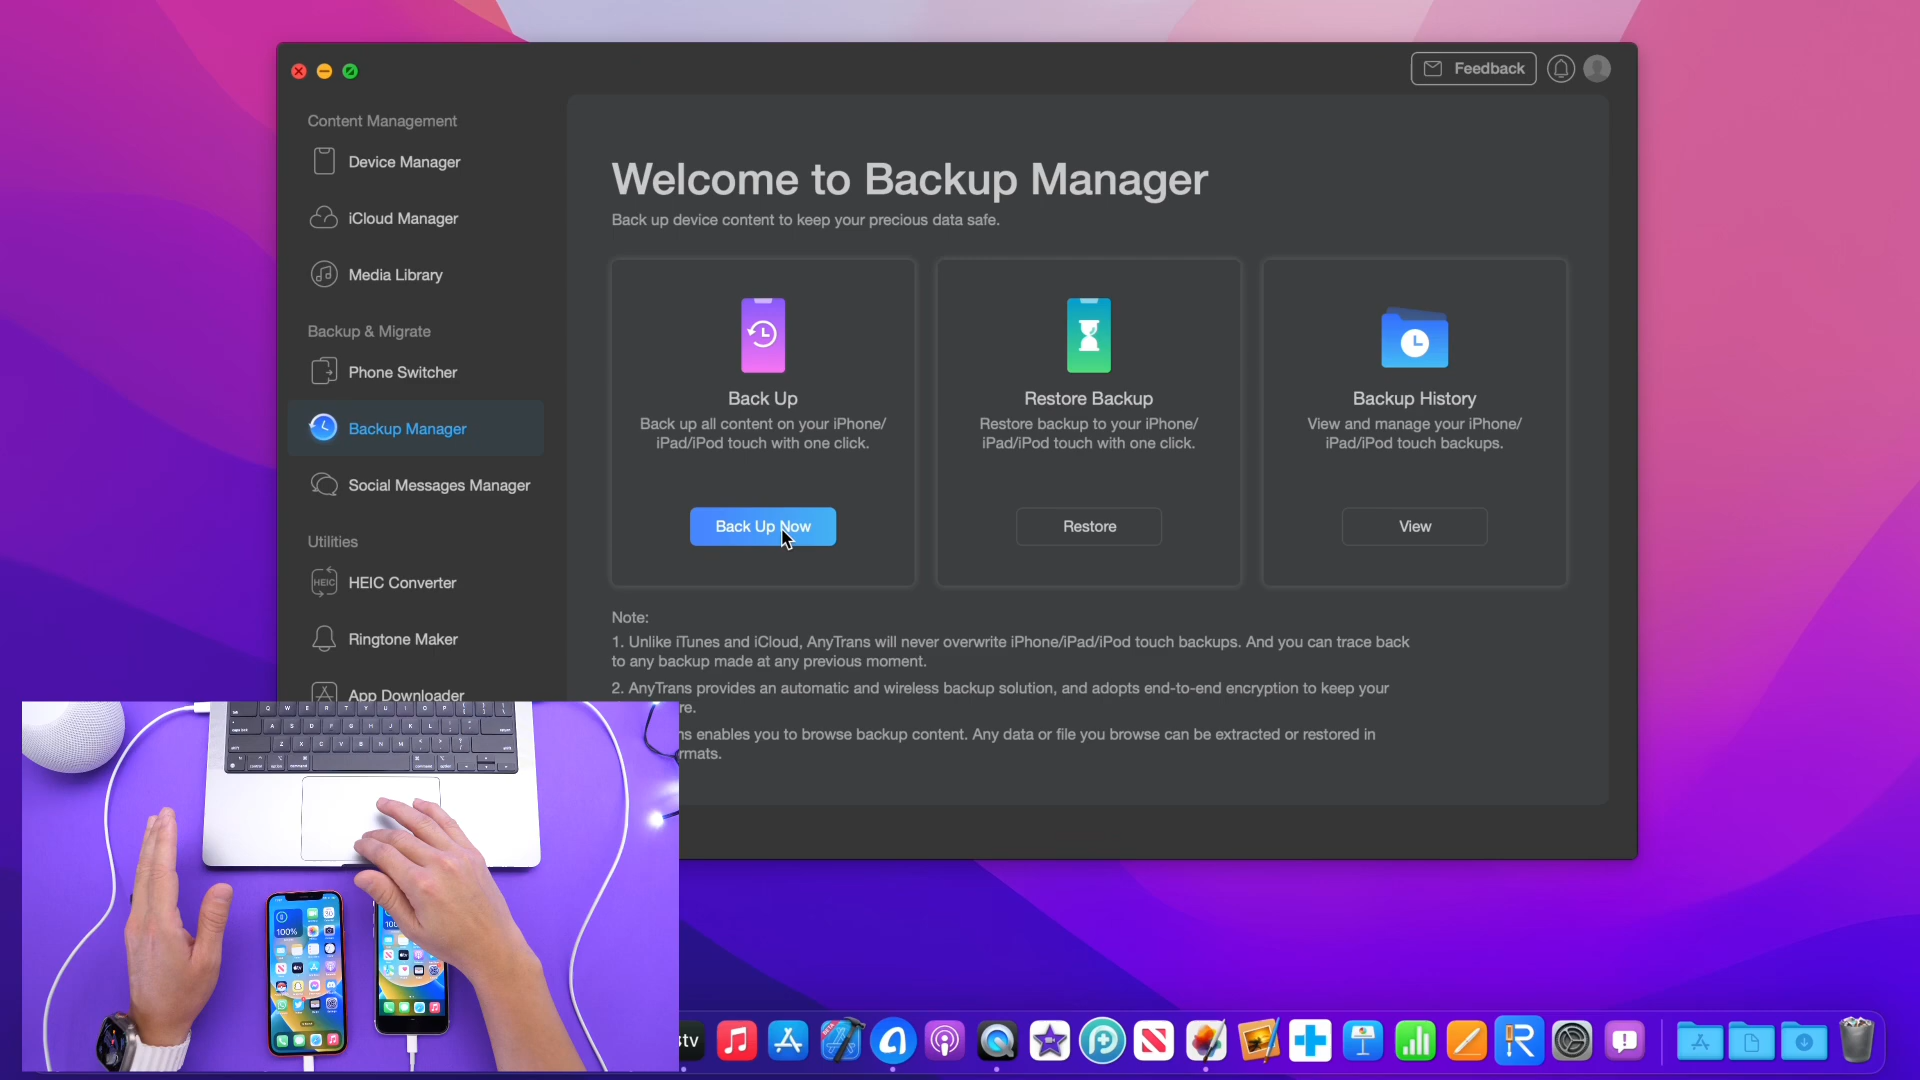 Feedback
Content Management
Device Manager
iCloud Manager
Media Library
Backup & Migrate
Phone Switcher
Backup Manager
Social Messages Manager
Utilities
HEIC
HEIC Converter
Ringtone Maker
App Downloader
Welcome to Backup Manager
Back up device content to keep your precious data safe.
Back Up
Back up all content on your iPhone/
iPad/iPod touch with one click.
Back Up Now
Restore Backup
Restore backup to your iPhone/
iPad/iPod touch with one click.
Restore
Backup History
View and manage your iPhone/
iPad/iPod touch backups.
View
Note:
1. Unlike iTunes and iCloud, AnyTrans will never overwrite iPhone/iPad/iPod touch backups. And you can trace back
to any backup made at any previous moment.
2. AnyTrans provides an automatic and wireless backup solution, and adopts end-to-end encryption to keep your
re.
ns enables you to browse backup content. Any data or file you browse can be extracted or restored in
rmats.
100%
tv